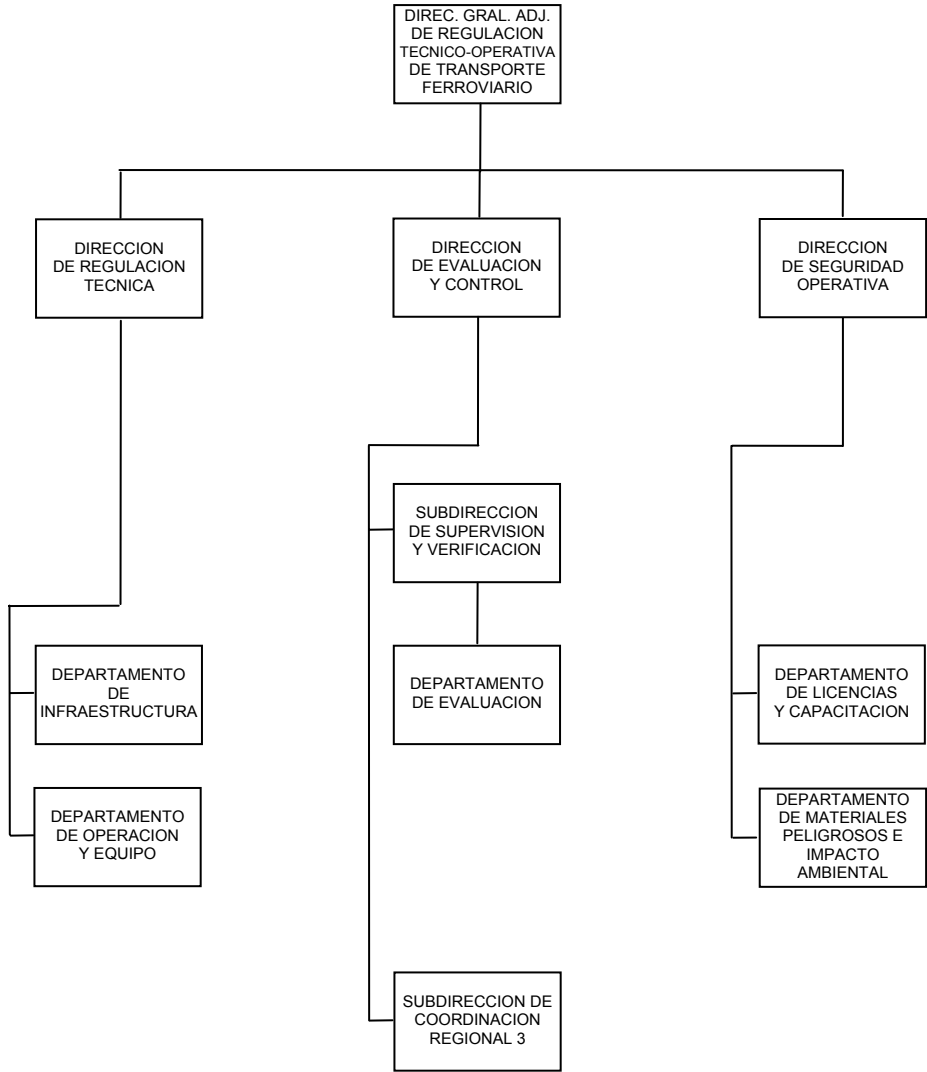 DIREC. GRAL. ADJ.
DE REGULACION
TECNICO-OPERATIVA
DE TRANSPORTE
FERROVIARIO
DIRECCION
DE REGULACION
TECNICA
DIRECCION
DE EVALUACION
Y CONTROL
DIRECCION
DE SEGURIDAD
OPERATIVA
SUBDIRECCION
DE SUPERVISION
Y VERIFICACION
DEPARTAMENTO
DE
INFRAESTRUCTURA
DEPARTAMENTO
DE EVALUACION
DEPARTAMENTO
DE LICENCIAS
Y CAPACITACION
DEPARTAMENTO
DE OPERACION
Y EQUIPO
DEPARTAMENTO
DE MATERIALES
PELIGROSOS E
IMPACTO
AMBIENTAL
SUBDIRECCION DE
COORDINACION
REGIONAL 3